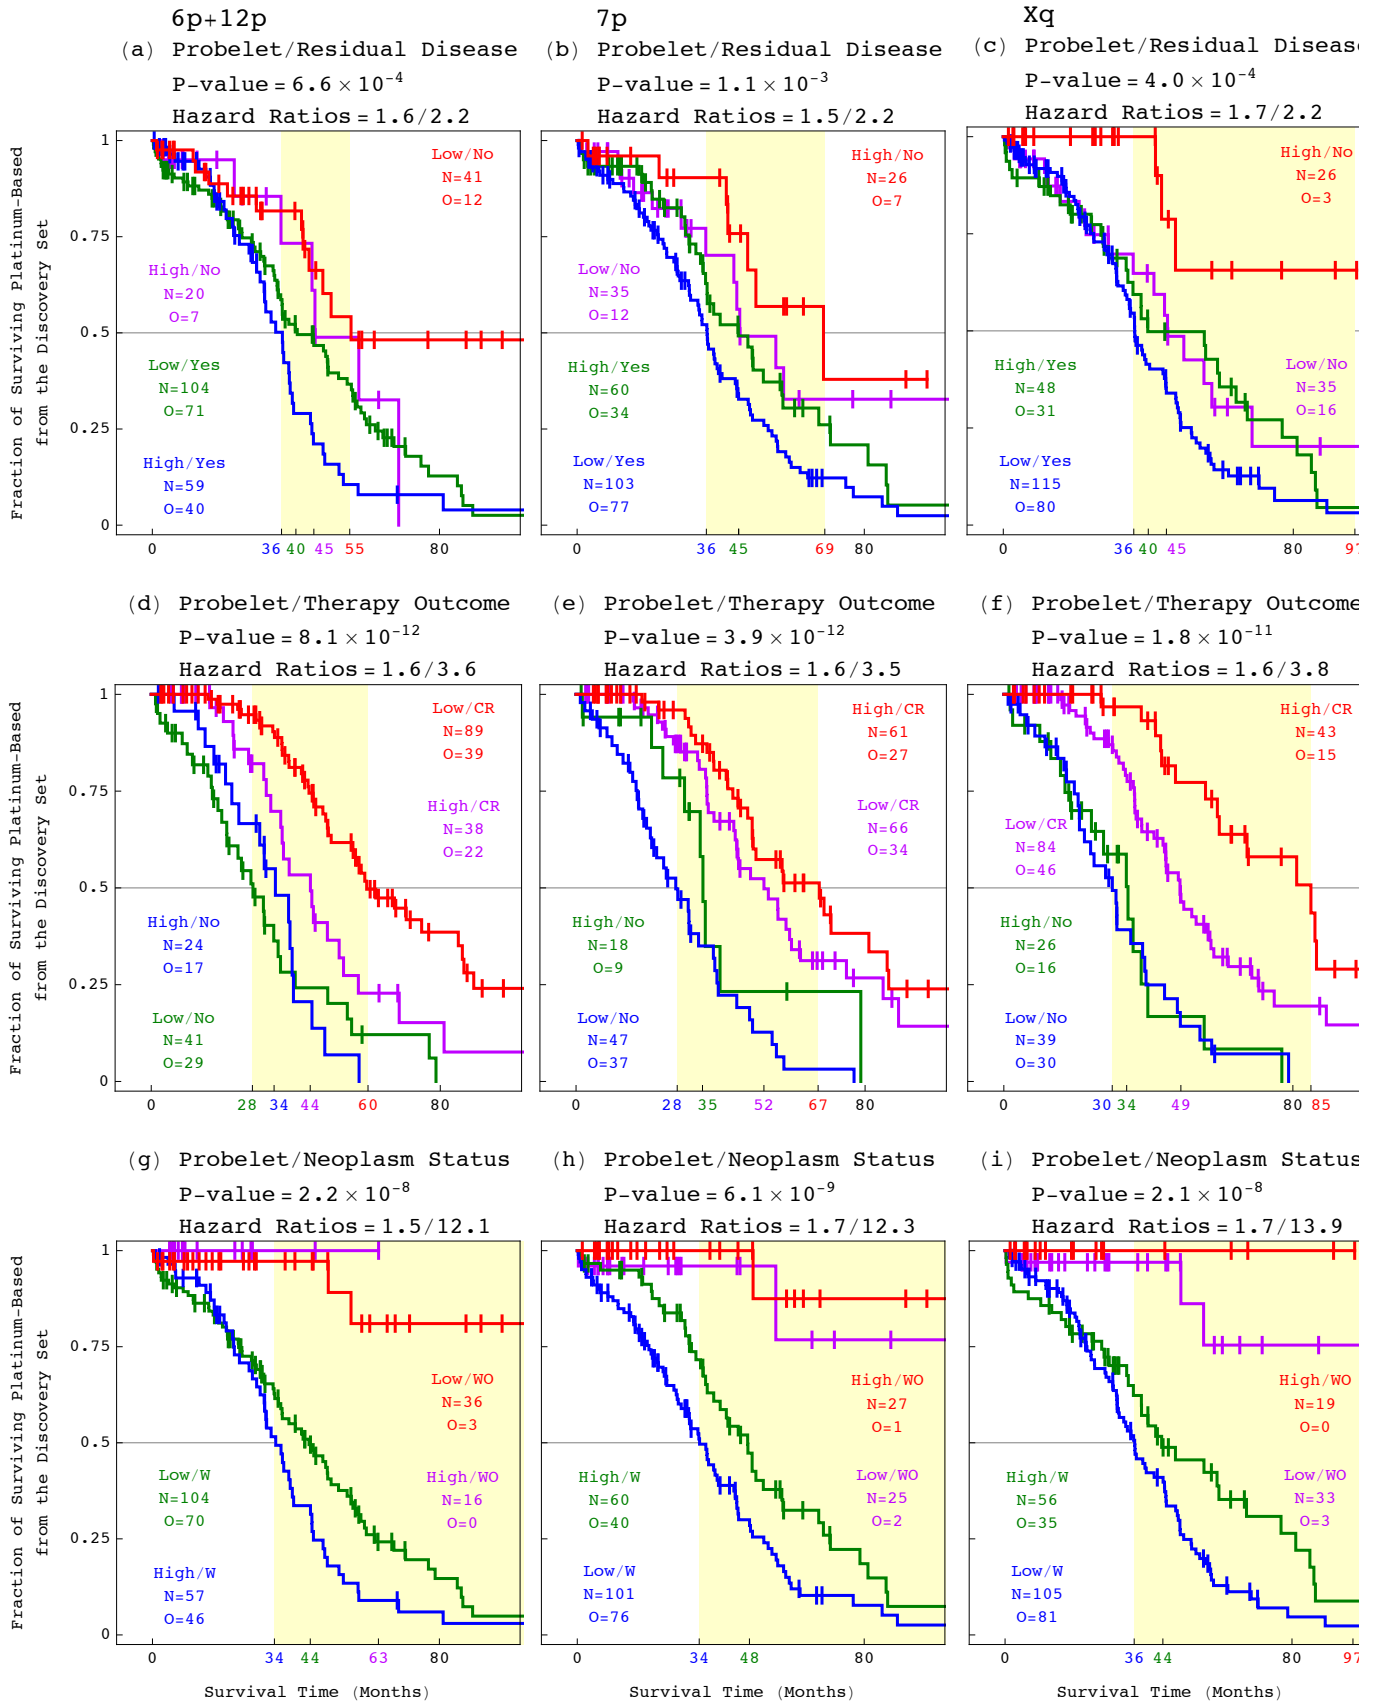 6p+12p
7p
Xq
(a) Probelet/Residual Disease
P-value = 6.6 × 10⁻⁴
Hazard Ratios = 1.6/2.2
(b) Probelet/Residual Disease
P-value = 1.1 × 10⁻³
Hazard Ratios = 1.5/2.2
(c) Probelet/Residual Disea
P-value = 4.0 × 10⁻⁴
Hazard Ratios = 1.7/2.2
Fraction of Surviving Platinum-Based
from the Discovery Set
1
0.75
0.5
0.25
0
Low/No
N=41
O=12
High/No
N=20
O=7
Low/Yes
N=104
O=71
High/Yes
N=59
O=40
0 36 40 45 55 80
High/No
N=26
O=7
Low/No
N=35
O=12
High/Yes
N=60
O=34
Low/Yes
N=103
O=77
0 36 45 69 80
High/No
N=26
O=3
High/Yes
N=48
O=31
Low/No
N=35
O=16
Low/Yes
N=115
O=80
0 36 40 45 80 97
(d) Probelet/Therapy Outcome
P-value = 8.1 × 10⁻¹²
Hazard Ratios = 1.6/3.6
(e) Probelet/Therapy Outcome
P-value = 3.9 × 10⁻¹²
Hazard Ratios = 1.6/3.5
(f) Probelet/Therapy Outcome
P-value = 1.8 × 10⁻¹¹
Hazard Ratios = 1.6/3.8
Fraction of Surviving Platinum-Based
from the Discovery Set
1
0.75
0.5
0.25
0
Low/CR
N=89
O=39
High/CR
N=38
O=22
High/No
N=24
O=17
Low/No
N=41
O=29
0 28 34 44 60 80
High/CR
N=61
O=27
Low/CR
N=66
O=34
High/No
N=18
O=9
Low/No
N=47
O=37
0 28 35 52 67 80
High/CR
N=43
O=15
Low/CR
N=84
O=46
High/No
N=26
O=16
Low/No
N=39
O=30
0 30 34 49 80 85
(g) Probelet/Neoplasm Status
P-value = 2.2 × 10⁻⁸
Hazard Ratios = 1.5/12.1
(h) Probelet/Neoplasm Status
P-value = 6.1 × 10⁻⁹
Hazard Ratios = 1.7/12.3
(i) Probelet/Neoplasm Status
P-value = 2.1 × 10⁻⁸
Hazard Ratios = 1.7/13.9
Fraction of Surviving Platinum-Based
from the Discovery Set
1
0.75
0.5
0.25
0
Low/WO
N=36
O=3
Low/W
N=104
O=70
High/WO
N=16
O=0
High/W
N=57
O=46
0 34 44 63 80
High/WO
N=27
O=1
High/W
N=60
O=40
Low/WO
N=25
O=2
Low/W
N=101
O=76
0 34 48 80
High/WO
N=19
O=0
High/W
N=56
O=35
Low/WO
N=33
O=3
Low/W
N=105
O=81
0 36 44 80 97
Survival Time (Months)
Survival Time (Months)
Survival Time (Months)